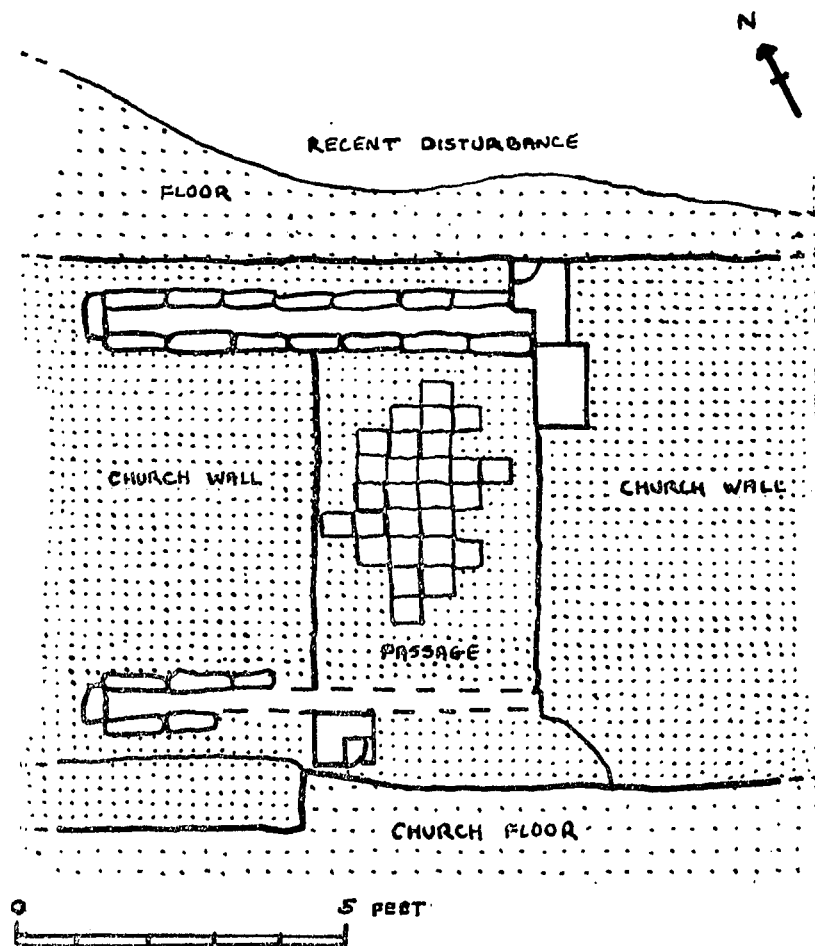 N
RECENT DISTURBANCE
FLOOR
CHURCH WALL
CHURCH WALL
PASSAGE
CHURCH FLOOR
0 5 FEET